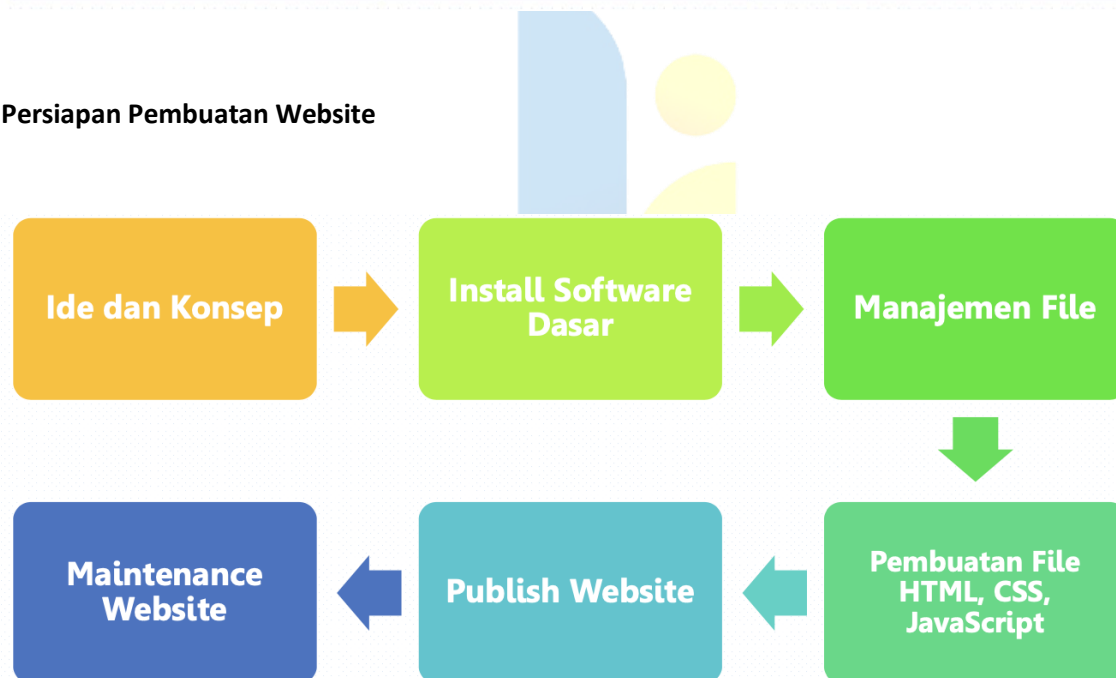 Persiapan Pembuatan Website
Ide dan Konsep
Install Software
Dasar
Manajemen File
Pembuatan File
HTML, CSS,
JavaScript
Publish Website
Maintenance
Website